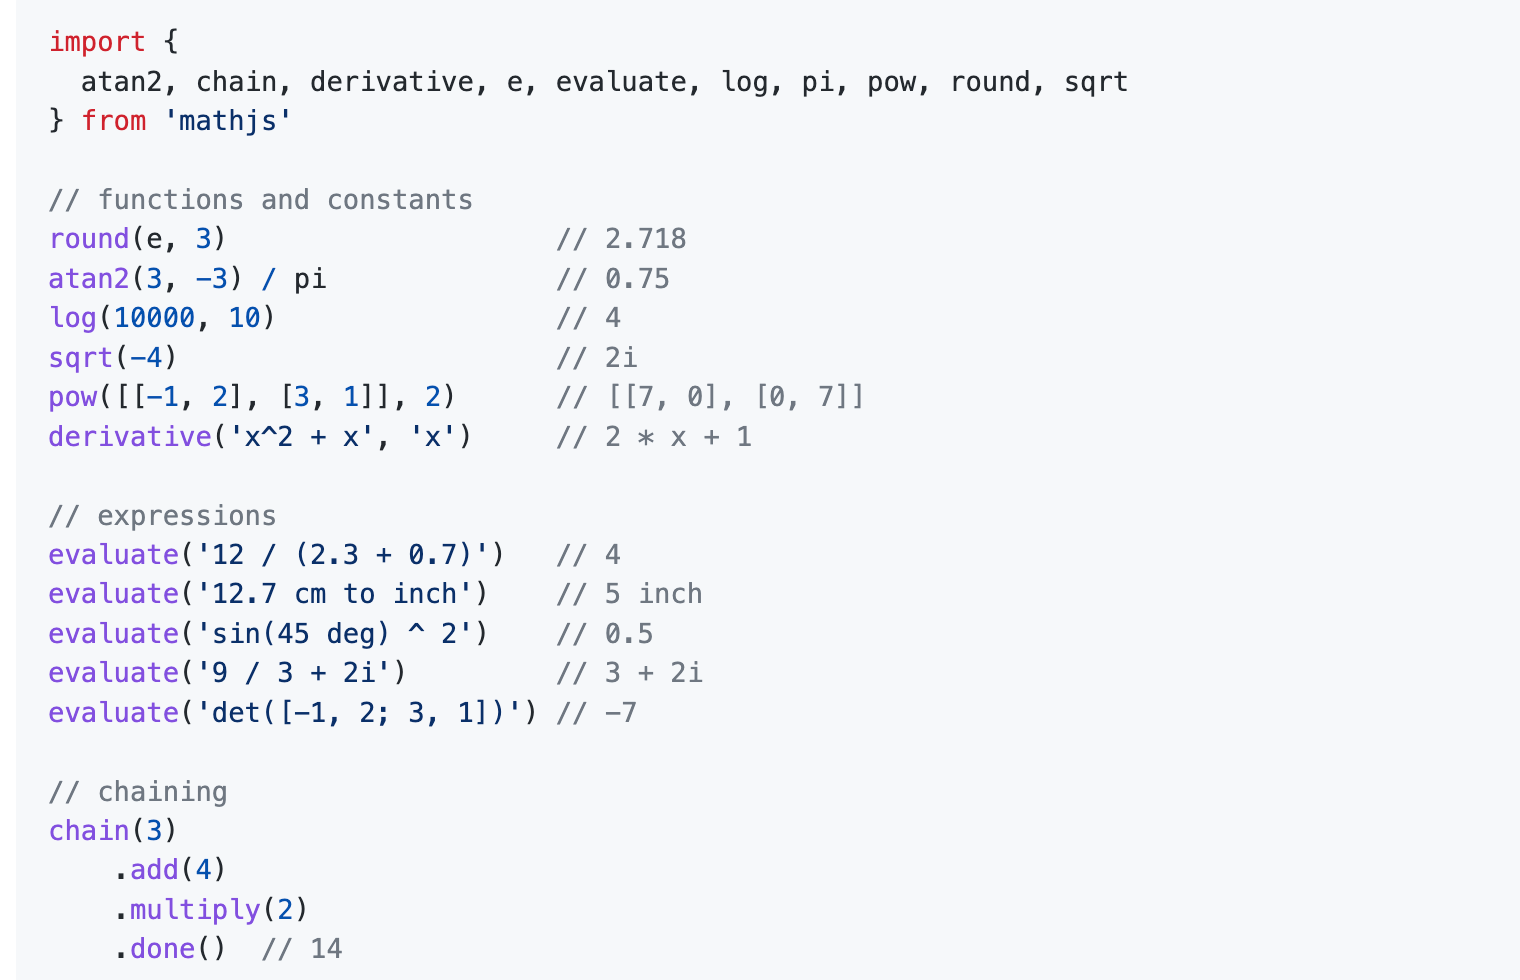 import {
  atan2, chain, derivative, e, evaluate, log, pi, pow, round, sqrt
} from 'mathjs'

// functions and constants
round(e, 3)                    // 2.718
atan2(3, -3) / pi              // 0.75
log(10000, 10)                 // 4
sqrt(-4)                       // 2i
pow([[-1, 2], [3, 1]], 2)      // [[7, 0], [0, 7]]
derivative('x^2 + x', 'x')     // 2 * x + 1

// expressions
evaluate('12 / (2.3 + 0.7)')   // 4
evaluate('12.7 cm to inch')    // 5 inch
evaluate('sin(45 deg) ^ 2')    // 0.5
evaluate('9 / 3 + 2i')         // 3 + 2i
evaluate('det([-1, 2; 3, 1])') // -7

// chaining
chain(3)
    .add(4)
    .multiply(2)
    .done()  // 14